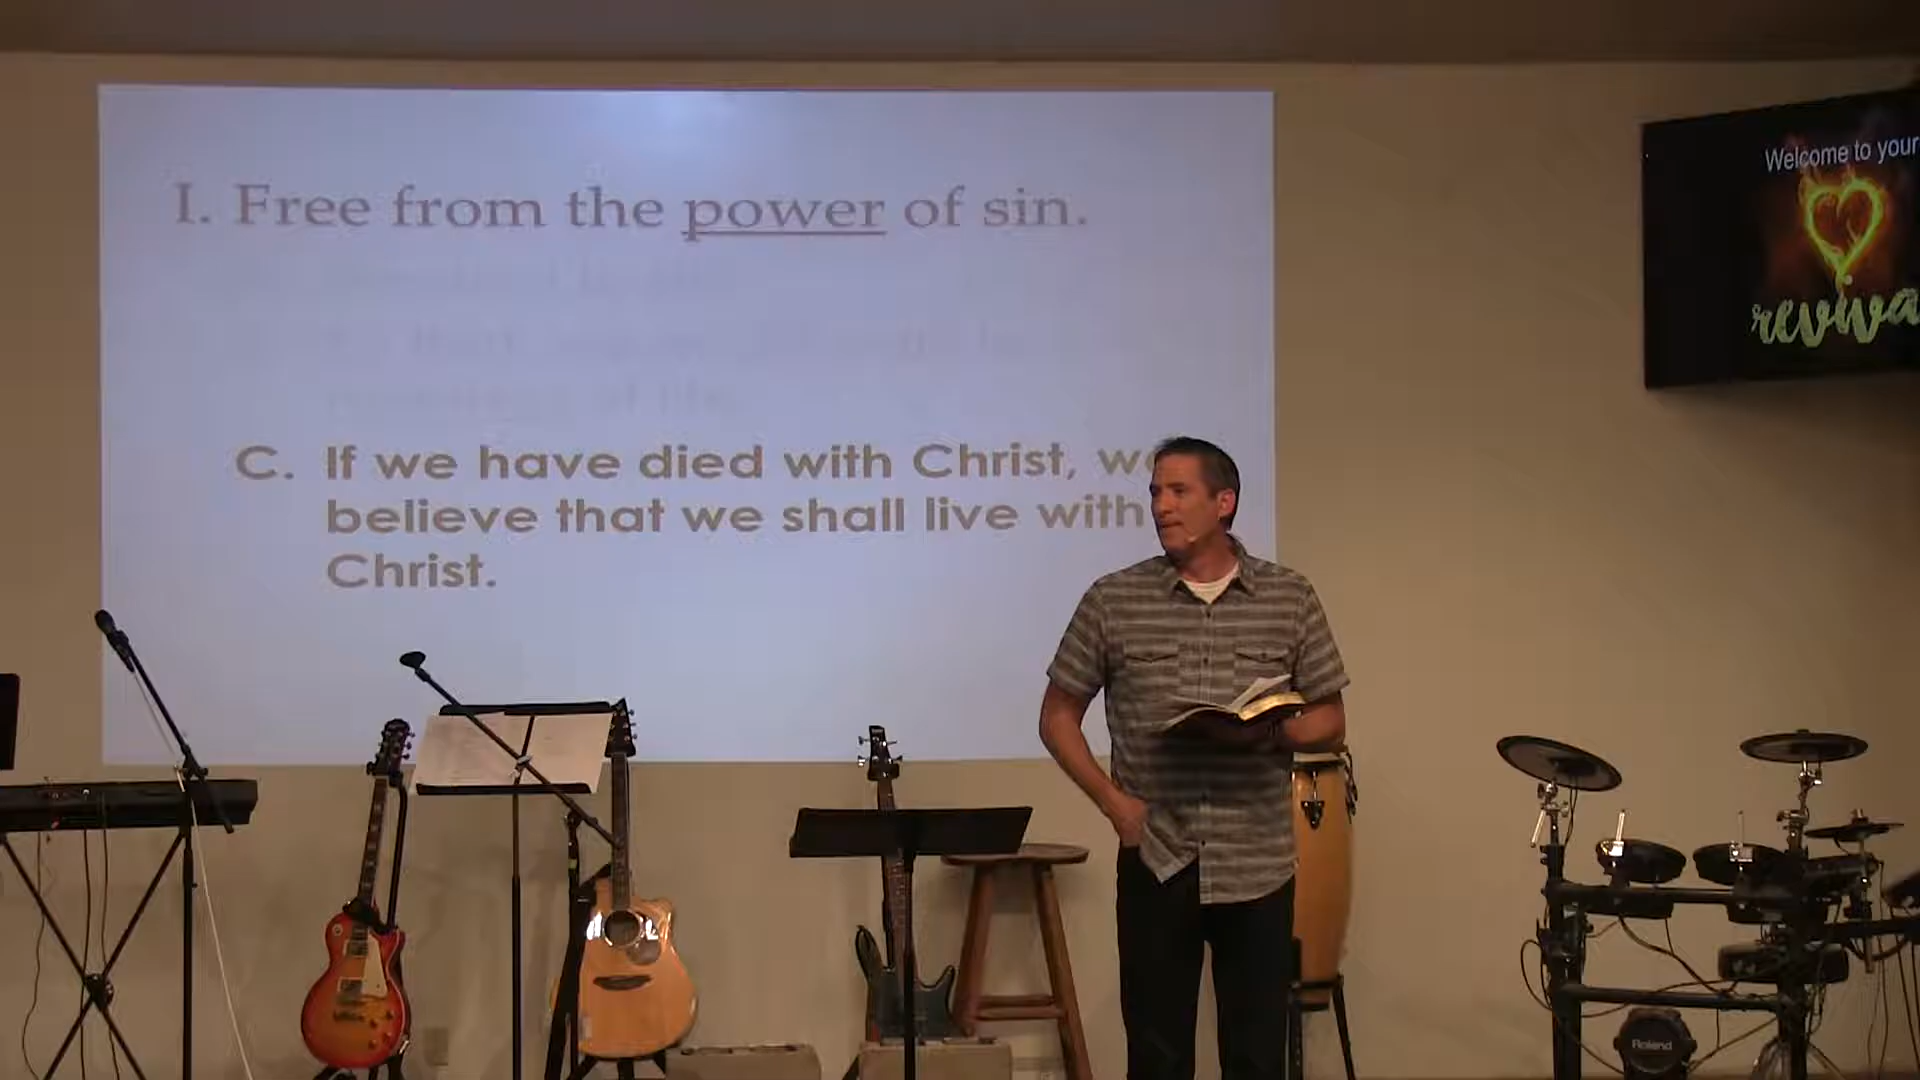 I. Free from the power of sin.
C. If we have died with Christ, we
believe that we shall live with
Christ.
Welcome to your
reviva
Roland